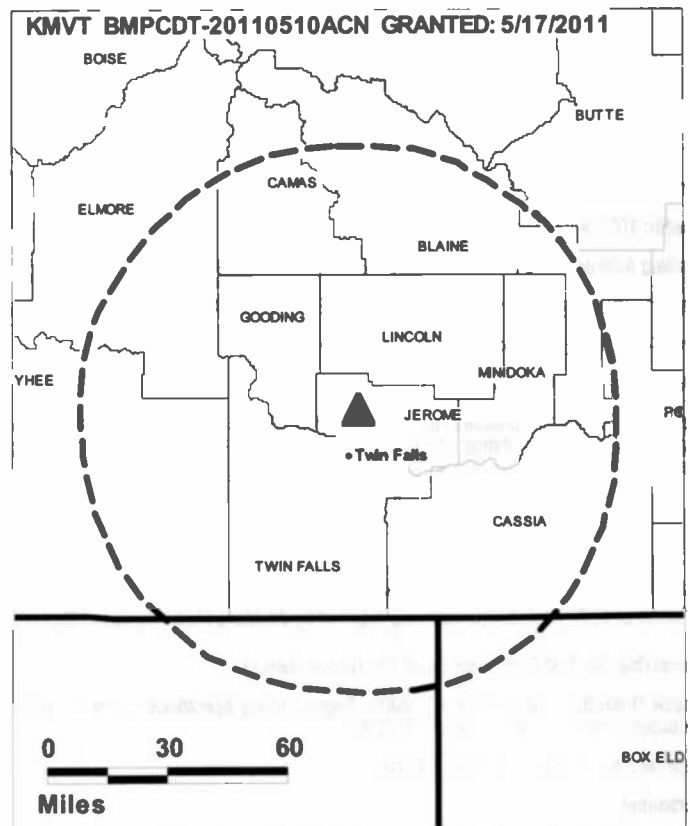 KMVT BMPCDT-20110510ACN GRANTED: 5/17/2011
BOISE
BUTTE
CAMAS
ELMORE
BLAINE
GOODING
LINCOLN
MINIDOKA
YHEE
JEROME
PO
Twin Falls
CASSIA
TWIN FALLS
0 30 60
BOX ELD
Miles